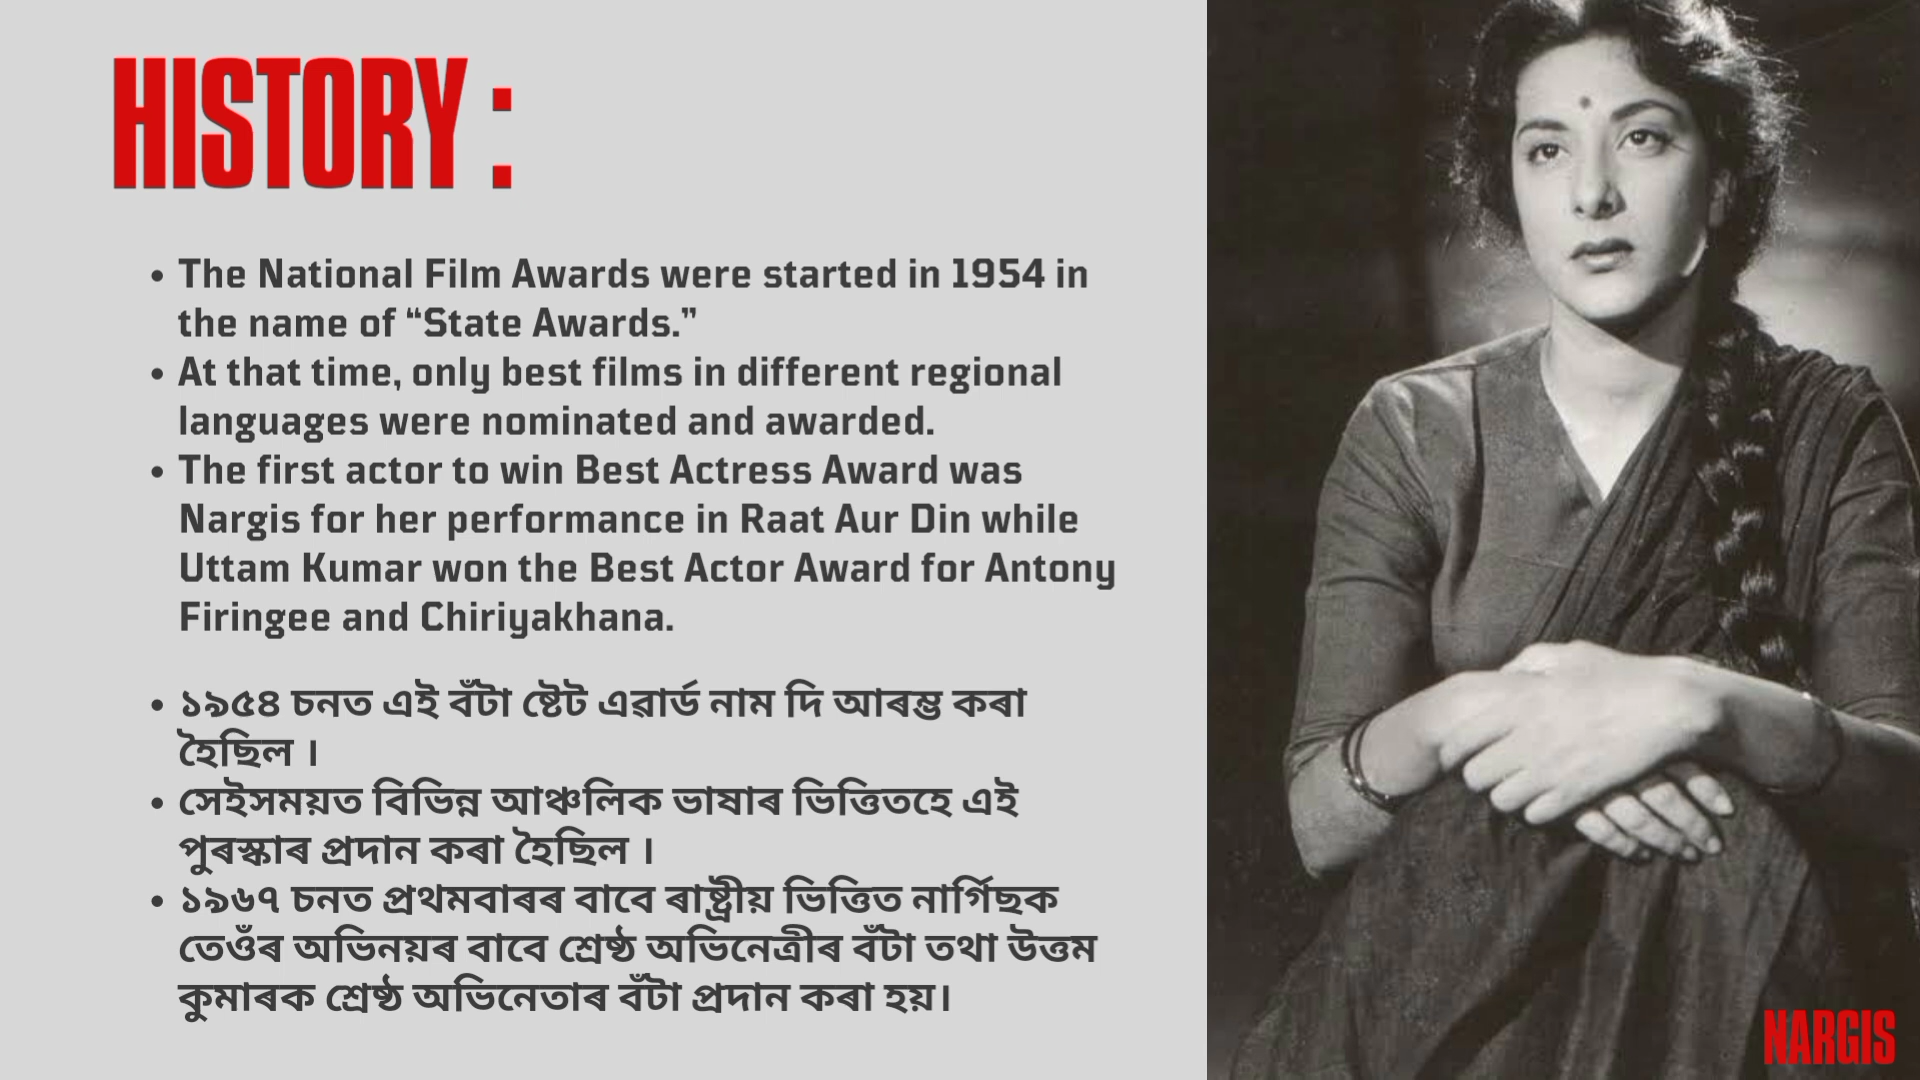 HISTORY :
• The National Film Awards were started in 1954 in
the name of “State Awards.”
• At that time, only best films in different regional
languages were nominated and awarded.
• The first actor to win Best Actress Award was
Nargis for her performance in Raat Aur Din while
Uttam Kumar won the Best Actor Award for Antony
Firingee and Chiriyakhana.
• ১৯৫৪ চনত এই বঁটা ষ্টেট এৱাৰ্ড নাম দি আৰম্ভ কৰা
হৈছিল ।
• সেইসময়ত বিভিন্ন আঞ্চলিক ভাষাৰ ভিত্তিতহে এই
পুৰস্কাৰ প্ৰদান কৰা হৈছিল ।
• ১৯৬৭ চনত প্ৰথমবাৰৰ বাবে ৰাষ্ট্ৰীয় ভিত্তিত নাৰ্গিছক
তেওঁৰ অভিনয়ৰ বাবে শ্ৰেষ্ঠ অভিনেত্ৰীৰ বঁটা তথা উত্তম
কুমাৰক শ্ৰেষ্ঠ অভিনেতাৰ বঁটা প্ৰদান কৰা হয়।
NARGIS